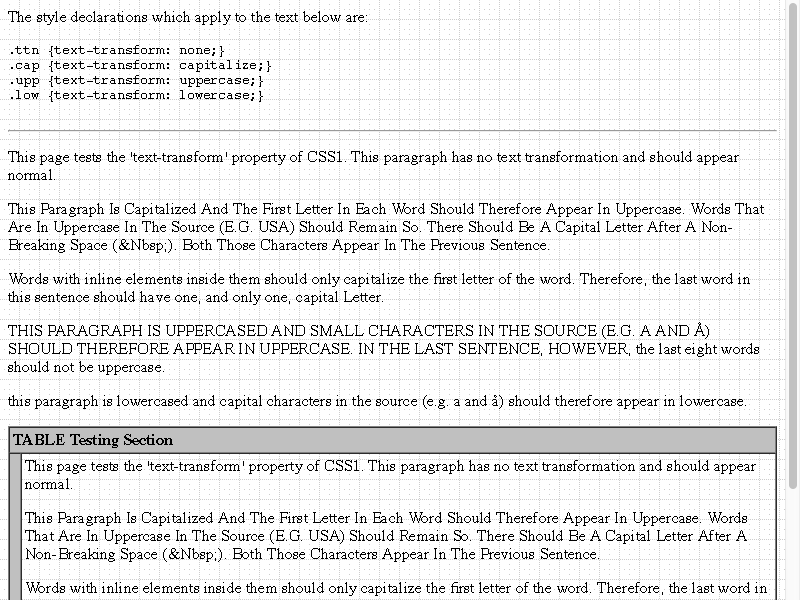 The style declarations which apply to the text below are:
.ttn {text-transform: none;}
.cap {text-transform: capitalize;}
.upp {text-transform: uppercase;}
.low {text-transform: lowercase;}
This page tests the 'text-transform' property of CSS1. This paragraph has no text transformation and should appear
normal.
This Paragraph Is Capitalized And The First Letter In Each Word Should Therefore Appear In Uppercase. Words That
Are In Uppercase In The Source (E.G. USA) Should Remain So. There Should Be A Capital Letter After A Non-
Breaking Space (&Nbsp;). Both Those Characters Appear In The Previous Sentence.
Words with inline elements inside them should only capitalize the first letter of the word. Therefore, the last word in
this sentence should have one, and only one, capital Letter.
THIS PARAGRAPH IS UPPERCASED AND SMALL CHARACTERS IN THE SOURCE (E.G. A AND Å)
SHOULD THEREFORE APPEAR IN UPPERCASE. IN THE LAST SENTENCE, HOWEVER, the last eight words
should not be uppercase.
this paragraph is lowercased and capital characters in the source (e.g. a and å) should therefore appear in lowercase.
TABLE Testing Section
This page tests the 'text-transform' property of CSS1. This paragraph has no text transformation and should appear
normal.
This Paragraph Is Capitalized And The First Letter In Each Word Should Therefore Appear In Uppercase. Words
That Are In Uppercase In The Source (E.G. USA) Should Remain So. There Should Be A Capital Letter After A
Non-Breaking Space (&Nbsp;). Both Those Characters Appear In The Previous Sentence.
Words with inline elements inside them should only capitalize the first letter of the word. Therefore, the last word in